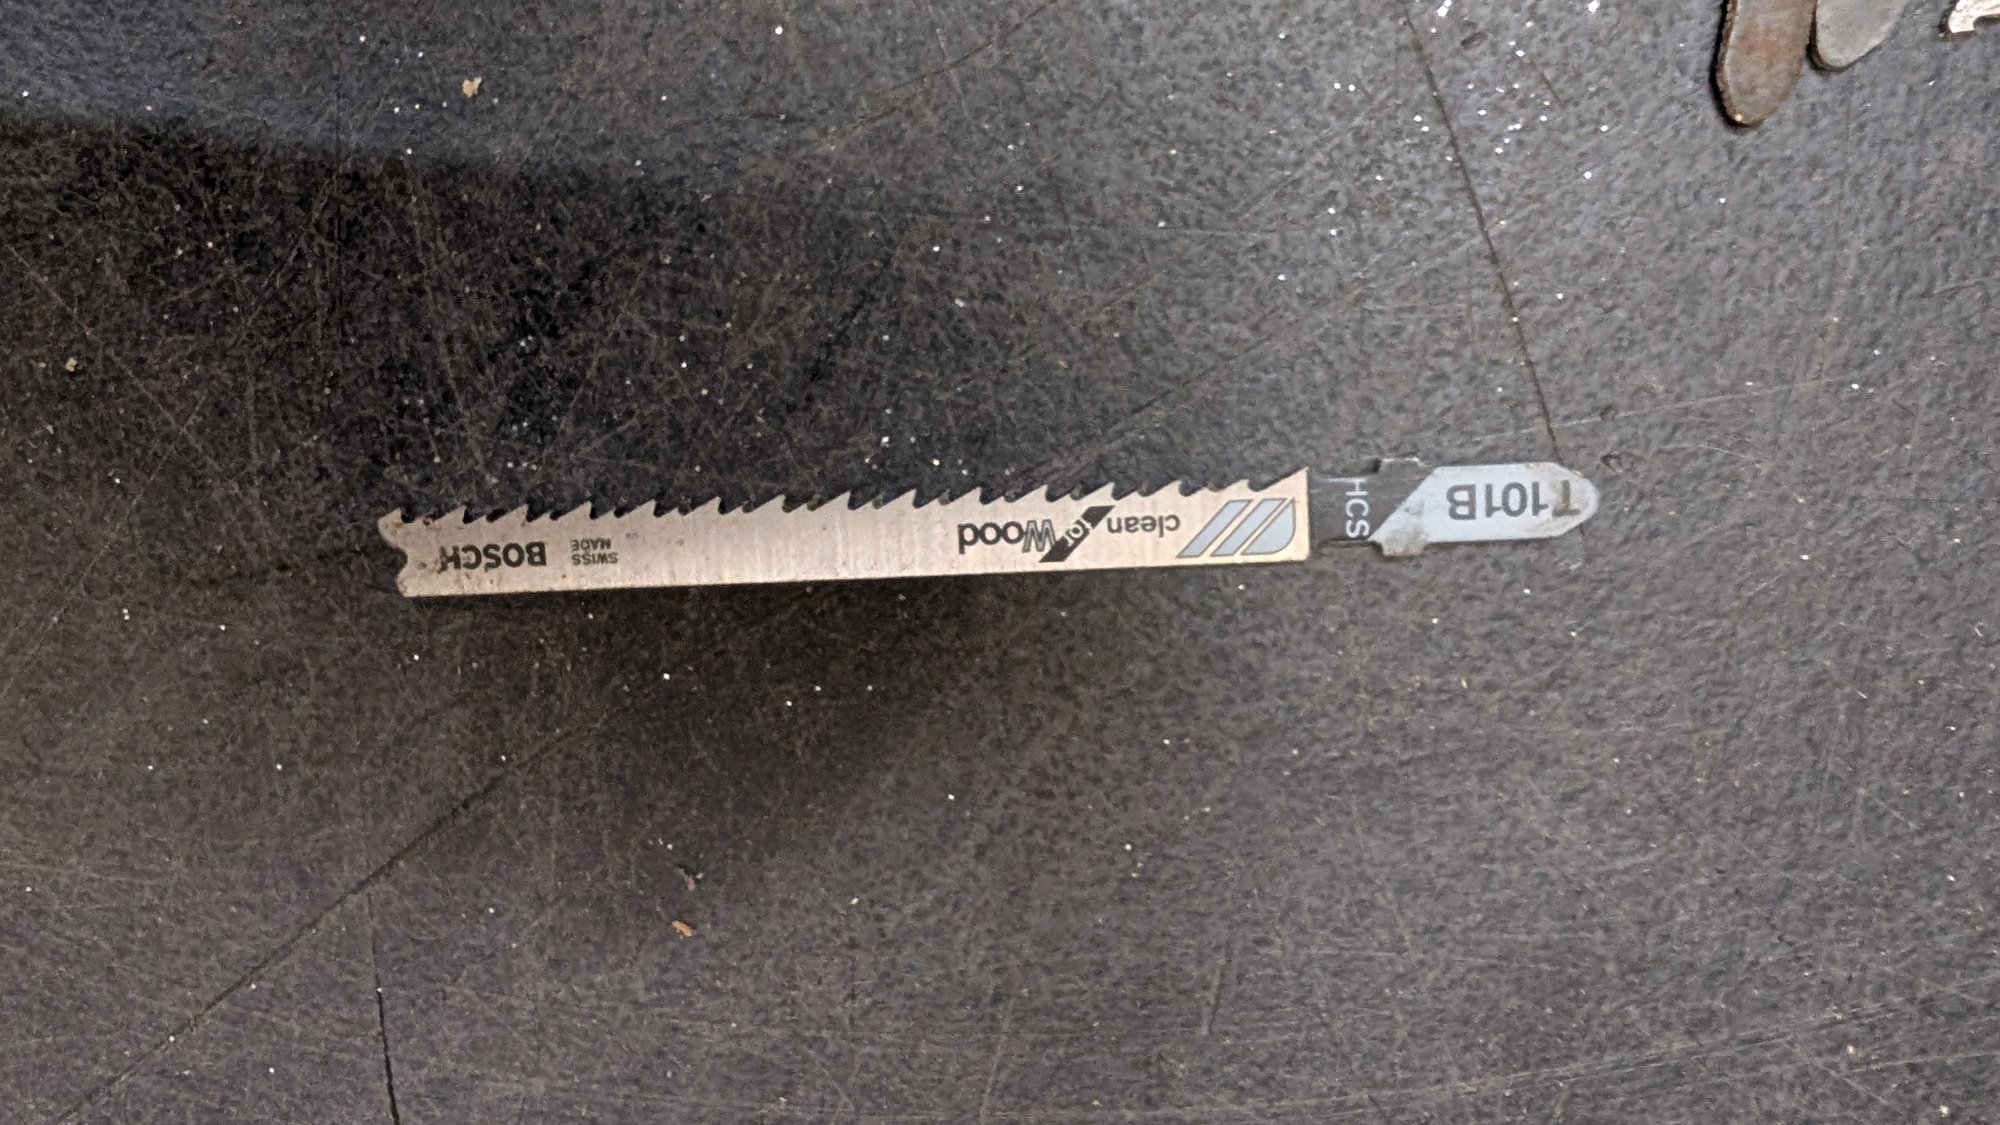 T101B
HCS
clean
for
Wood
SWISS
MADE
BOSCH